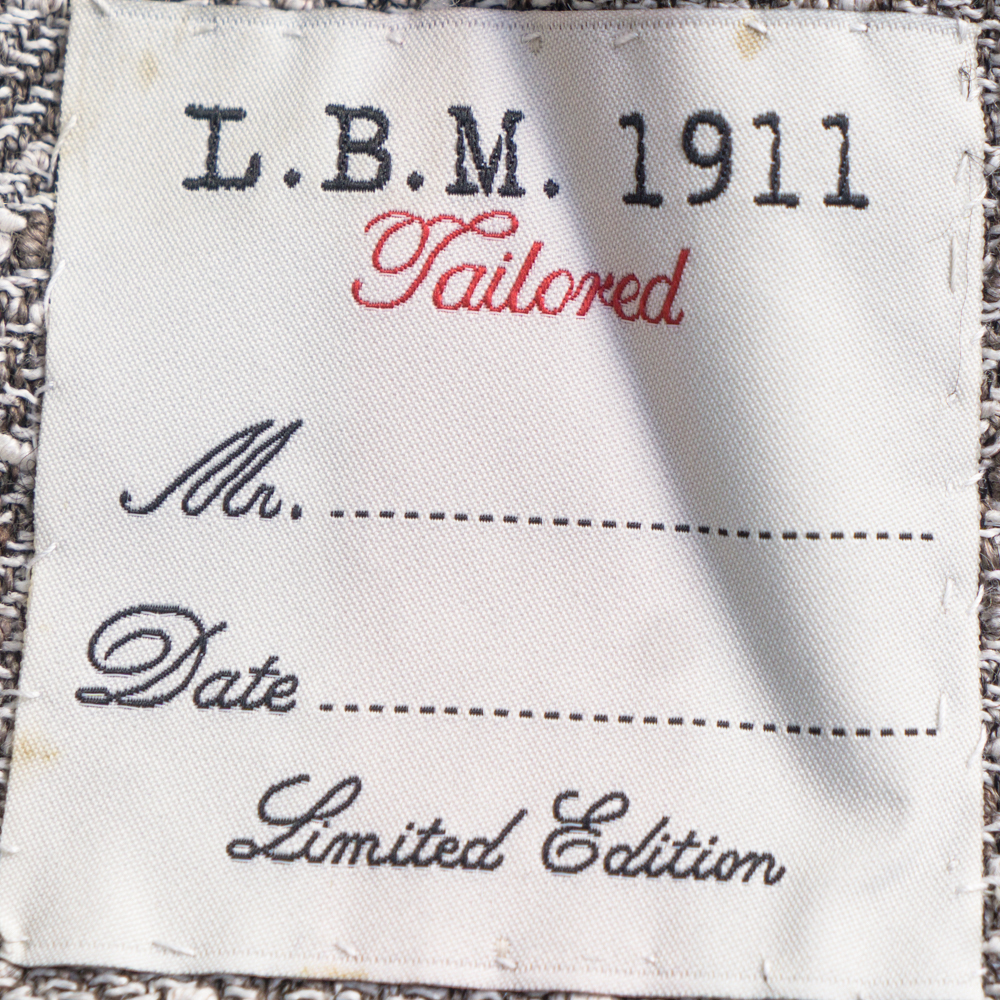 L.B.M. 1911
Tailored
Mr. 
Date 
Limited Edition